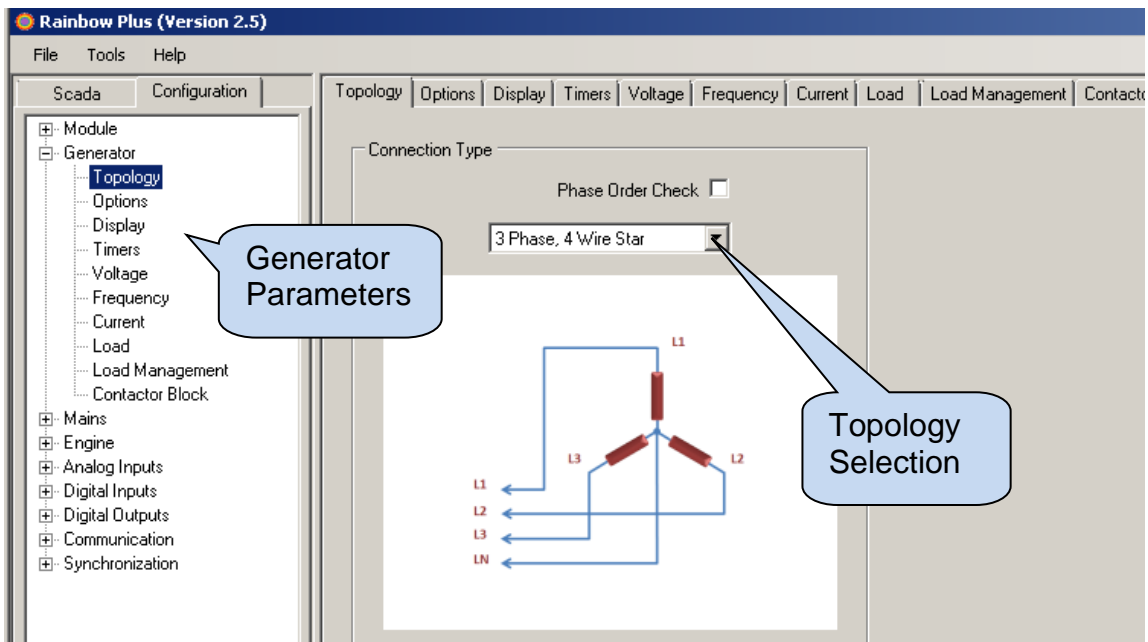 Rainbow Plus (Version 2.5)
File Tools Help
Scada Configuration
Module
Generator
Topology
Options
Display
Timers
Voltage
Frequency
Current
Load
Load Management
Contactor Block
Mains
Engine
Analog Inputs
Digital Inputs
Digital Outputs
Communication
Synchronization
Generator
Parameters
Topology Options Display Timers Voltage Frequency Current Load Load Management Contacto
Connection Type
Phase Order Check
3 Phase, 4 Wire Star
L1
L3
L2
L1
L2
L3
LN
Topology
Selection